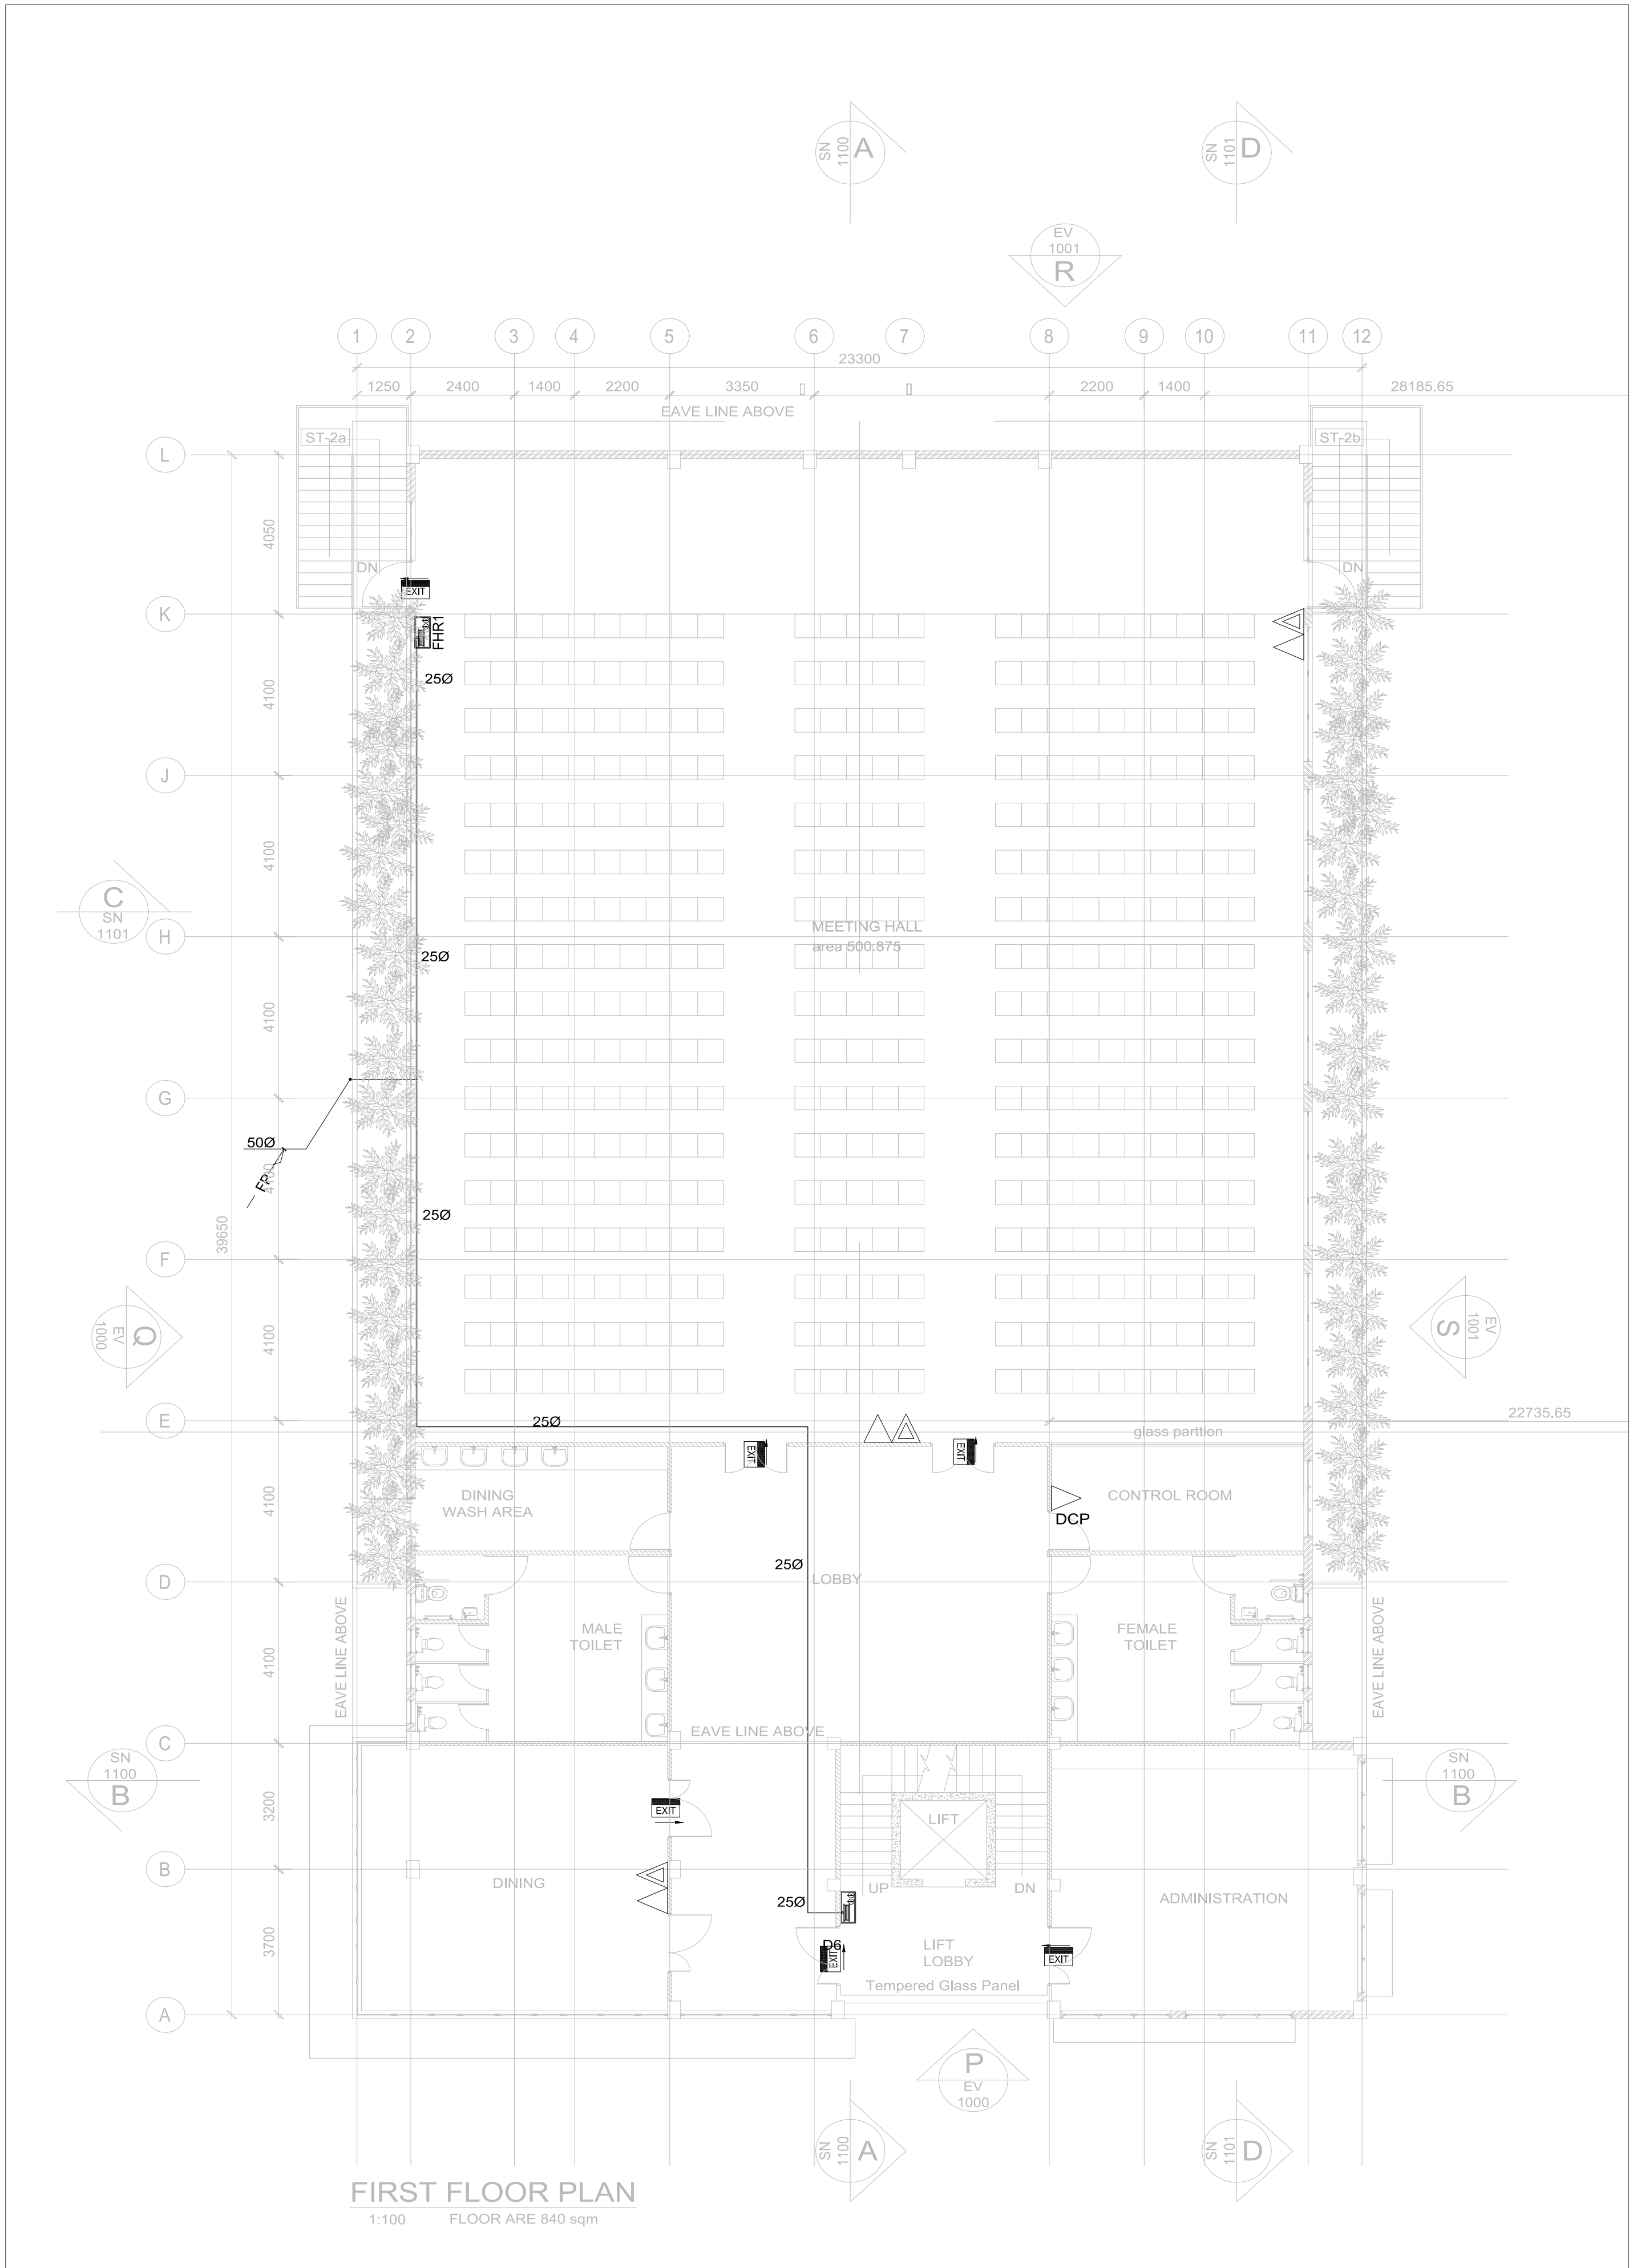 SN
1100
A
SN
1101
D
EV
1001
R
1
2
3
4
5
6
7
8
9
10
11
12
23300
1250
2400
1400
2200
3350
2200
1400
28185.65
EAVE LINE ABOVE
ST-2a
ST-2b
L
4050
DN
DN
EXIT
K
FHR1
25Ø
4100
J
4100
C
SN
1101
H
MEETING HALL
area 500.875
25Ø
4100
G
50Ø
4100
FP
25Ø
39650
F
Q
EV
1000
4100
S
EV
1001
E
25Ø
22735.65
glass parttion
EXIT
EXIT
4100
DINING
WASH AREA
CONTROL ROOM
DCP
25Ø
D
LOBBY
EAVE LINE ABOVE
MALE
TOILET
FEMALE
TOILET
EAVE LINE ABOVE
4100
EAVE LINE ABOVE
C
SN
1100
B
SN
1100
B
3200
EXIT
LIFT
B
DINING
UP
DN
ADMINISTRATION
25Ø
3700
D6
EXIT
LIFT
LOBBY
EXIT
Tempered Glass Panel
A
P
EV
1000
SN
1100
A
SN
1101
D
FIRST FLOOR PLAN
1:100
FLOOR ARE 840 sqm